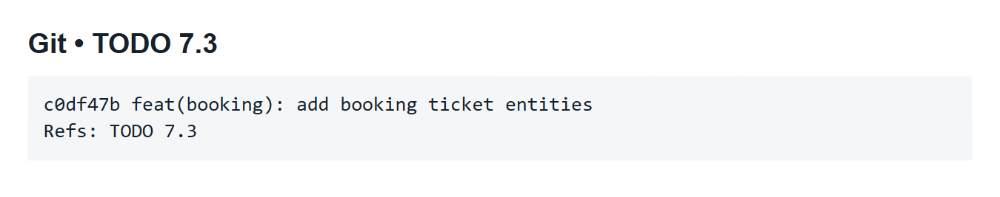 Git • TODO 7.3
c0df47b feat(booking): add booking ticket entities
Refs: TODO 7.3